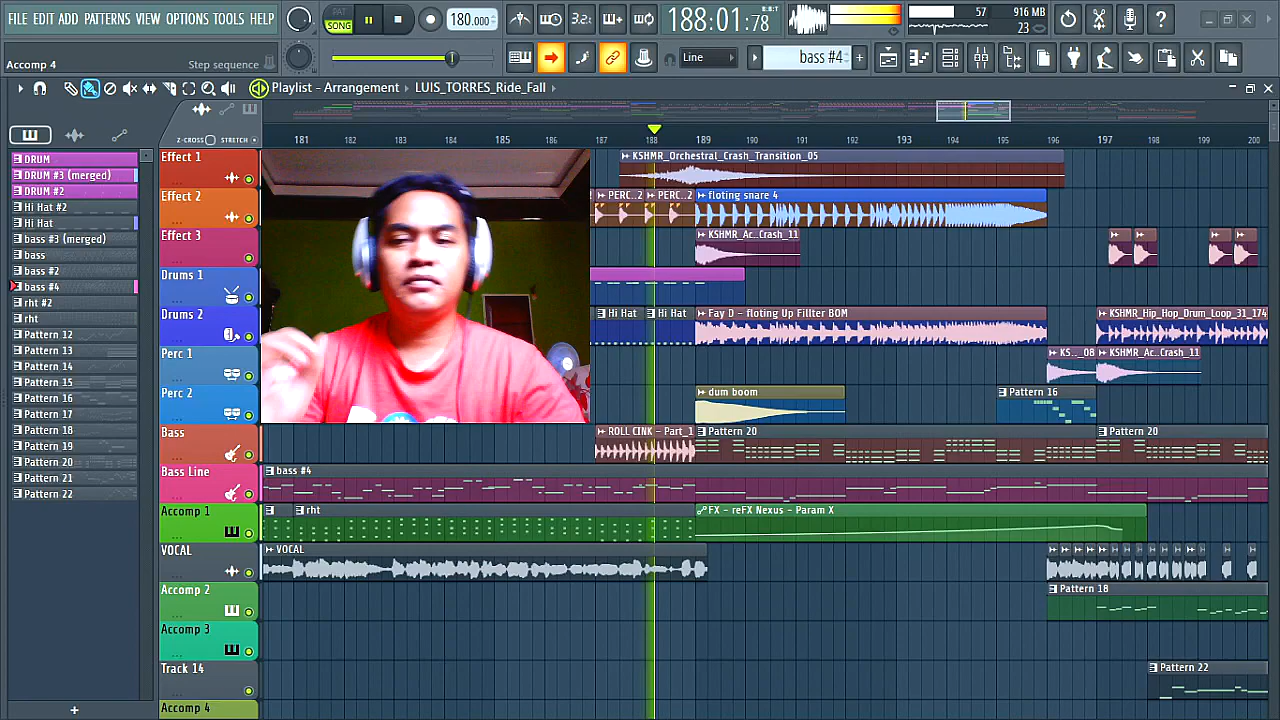 FILE EDIT ADD PATTERNS VIEW OPTIONS TOOLS HELP
PAT
SONG
180.000
3.2
188:01:78
B:B:T
57
916 MB
23
Accomp 4
Step sequence
Line
bass #4
Playlist - Arrangement
LUIS_TORRES_Ride_Fall
Z-CROSS
STRETCH
181 182 183 184 185 186 187 188 189 190 191 192 193 194 195 196 197 198 199 200
DRUM
DRUM #3 (merged)
DRUM #2
Hi Hat #2
Hi Hat
bass #3 (merged)
bass
bass #2
bass #4
rht #2
rht
Pattern 12
Pattern 13
Pattern 14
Pattern 15
Pattern 16
Pattern 17
Pattern 18
Pattern 19
Pattern 20
Pattern 21
Pattern 22
Effect 1
KSHMR_Orchestral_Crash_Transition_05
Effect 2
PERC..2
PERC..2
floting snare 4
Effect 3
KSHMR_Ac..Crash_11
Drums 1
Drums 2
Hi Hat
Hi Hat
Fay D - floting Up Fillter BOM
KSHMR_Hip_Hop_Drum_Loop_31_174
Perc 1
KS.._08
KSHMR_Ac..Crash_11
Perc 2
dum boom
Pattern 16
Bass
ROLL CINK - Part_1
Pattern 20
Pattern 20
Bass Line
bass #4
Accomp 1
rht
FX - reFX Nexus - Param X
VOCAL
VOCAL
Accomp 2
Pattern 18
Accomp 3
Track 14
Pattern 22
Accomp 4